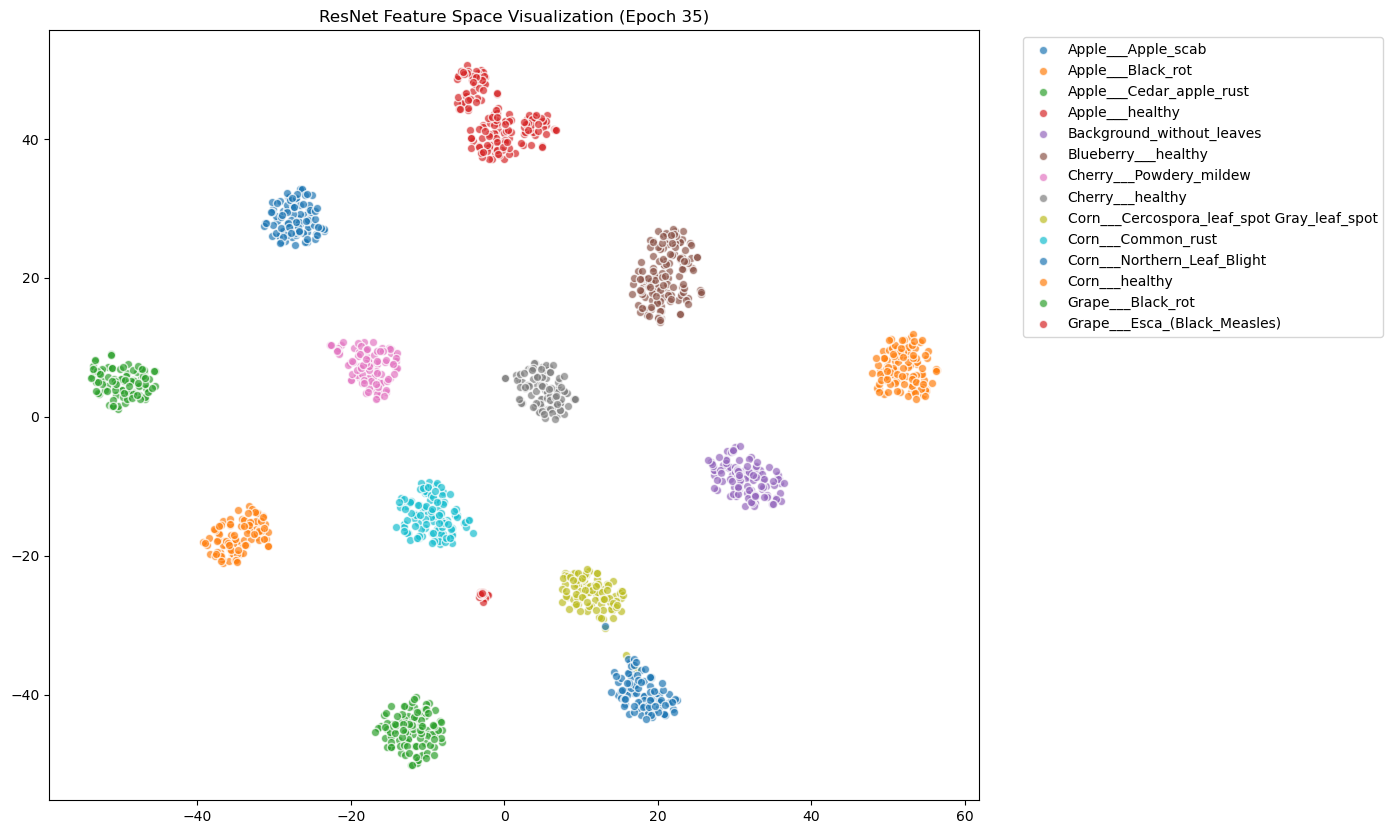 ResNet Feature Space Visualization (Epoch 35)
Apple___Apple_scab
Apple___Black_rot
Apple___Cedar_apple_rust
Apple___healthy
Background_without_leaves
Blueberry___healthy
Cherry___Powdery_mildew
Cherry___healthy
Corn___Cercospora_leaf_spot Gray_leaf_spot
Corn___Common_rust
Corn___Northern_Leaf_Blight
Corn___healthy
Grape___Black_rot
Grape___Esca_(Black_Measles)
40
20
0
−20
−40
−40 −20 0 20 40 60